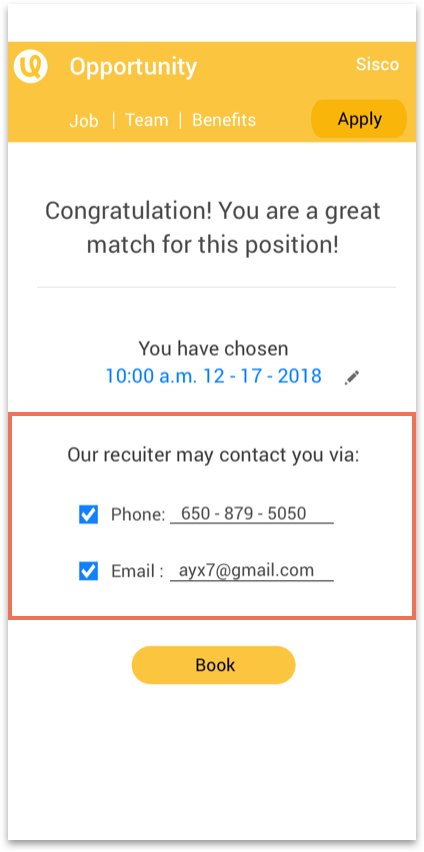 Opportunity
Sisco
Job | Team | Benefits
Apply
Congratulation! You are a great
match for this position!
You have chosen
10:00 a.m. 12 - 17 - 2018
Our recuiter may contact you via:
Phone: 650 - 879 - 5050
Email : ayx7@gmail.com
Book